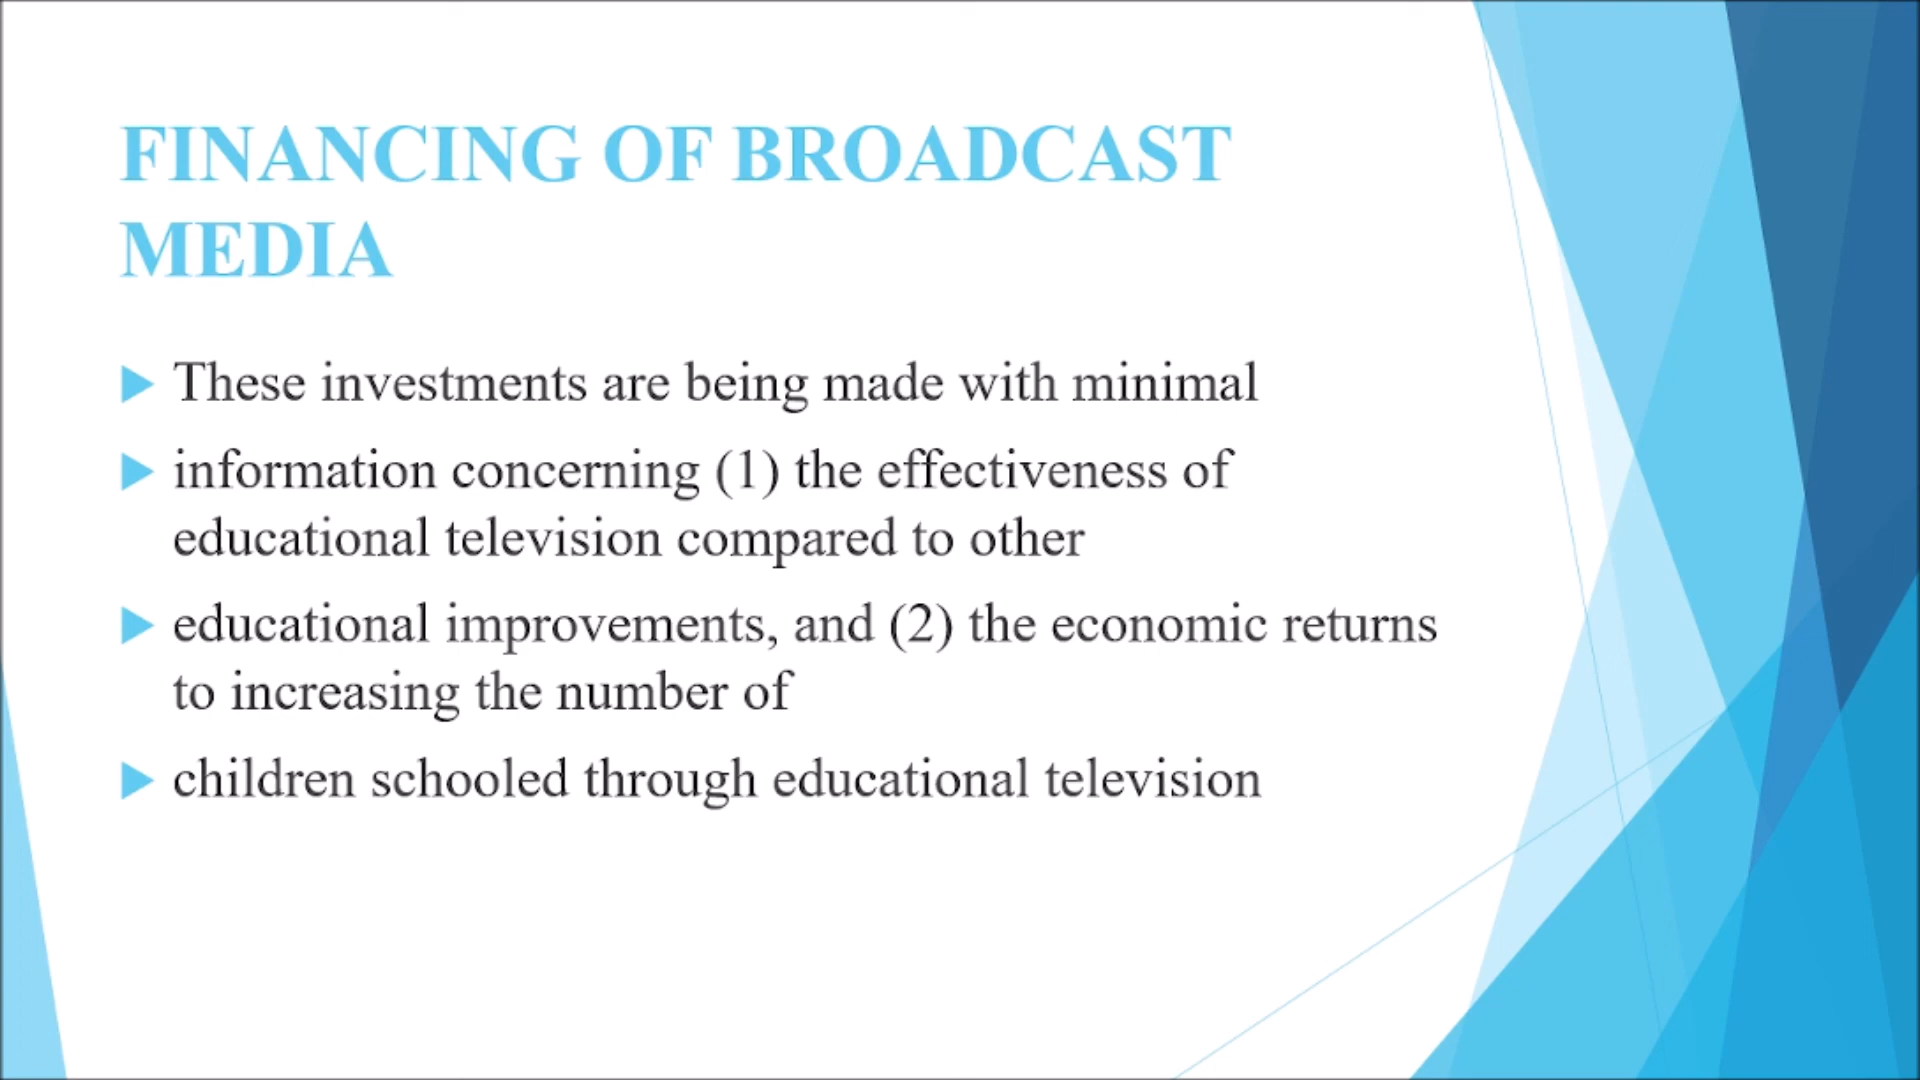 FINANCING OF BROADCAST
MEDIA
These investments are being made with minimal
information concerning (1) the effectiveness of
educational television compared to other
educational improvements, and (2) the economic returns
to increasing the number of
children schooled through educational television